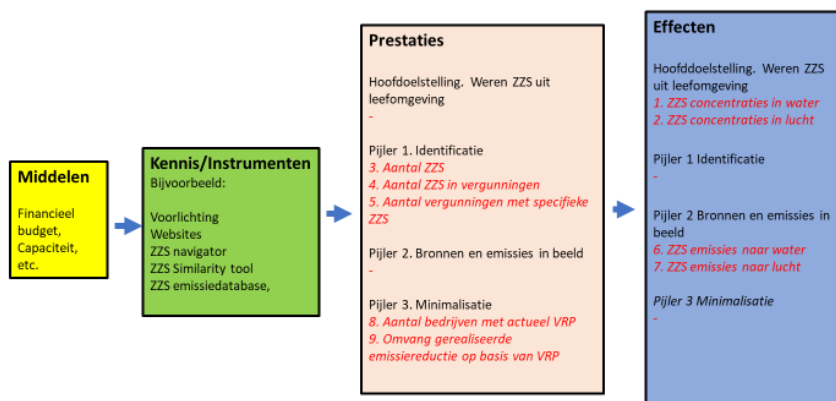 Middelen
Financieel
budget,
Capaciteit,
etc.
Kennis/Instrumenten
Bijvoorbeeld:
Voorlichting
Websites
ZZS navigator
ZZS Similarity tool
ZZS emissiedatabase,
Prestaties
Hoofdoelstelling. Weren ZZS uit
leefomgeving
-
Pijler 1. Identificatie
3. Aantal ZZS
4. Aantal ZZS in vergunningen
5. Aantal vergunningen met specifieke
ZZS
Pijler 2. Bronnen en emissies in beeld
-
Pijler 3. Minimalisatie
8. Aantal bedrijven met actueel VRP
9. Omvang gerealiseerde
emissiereductie op basis van VRP
Effecten
Hoofddoelstelling. Weren ZZS
uit leefomgeving
1. ZZS concentraties in water
2. ZZS concentraties in lucht
Pijler 1 Identificatie
-
Pijler 2 Bronnen en emissies in
beeld
6. ZZS emissies naar water
7. ZZS emissies naar lucht
Pijler 3 Minimalisatie
-